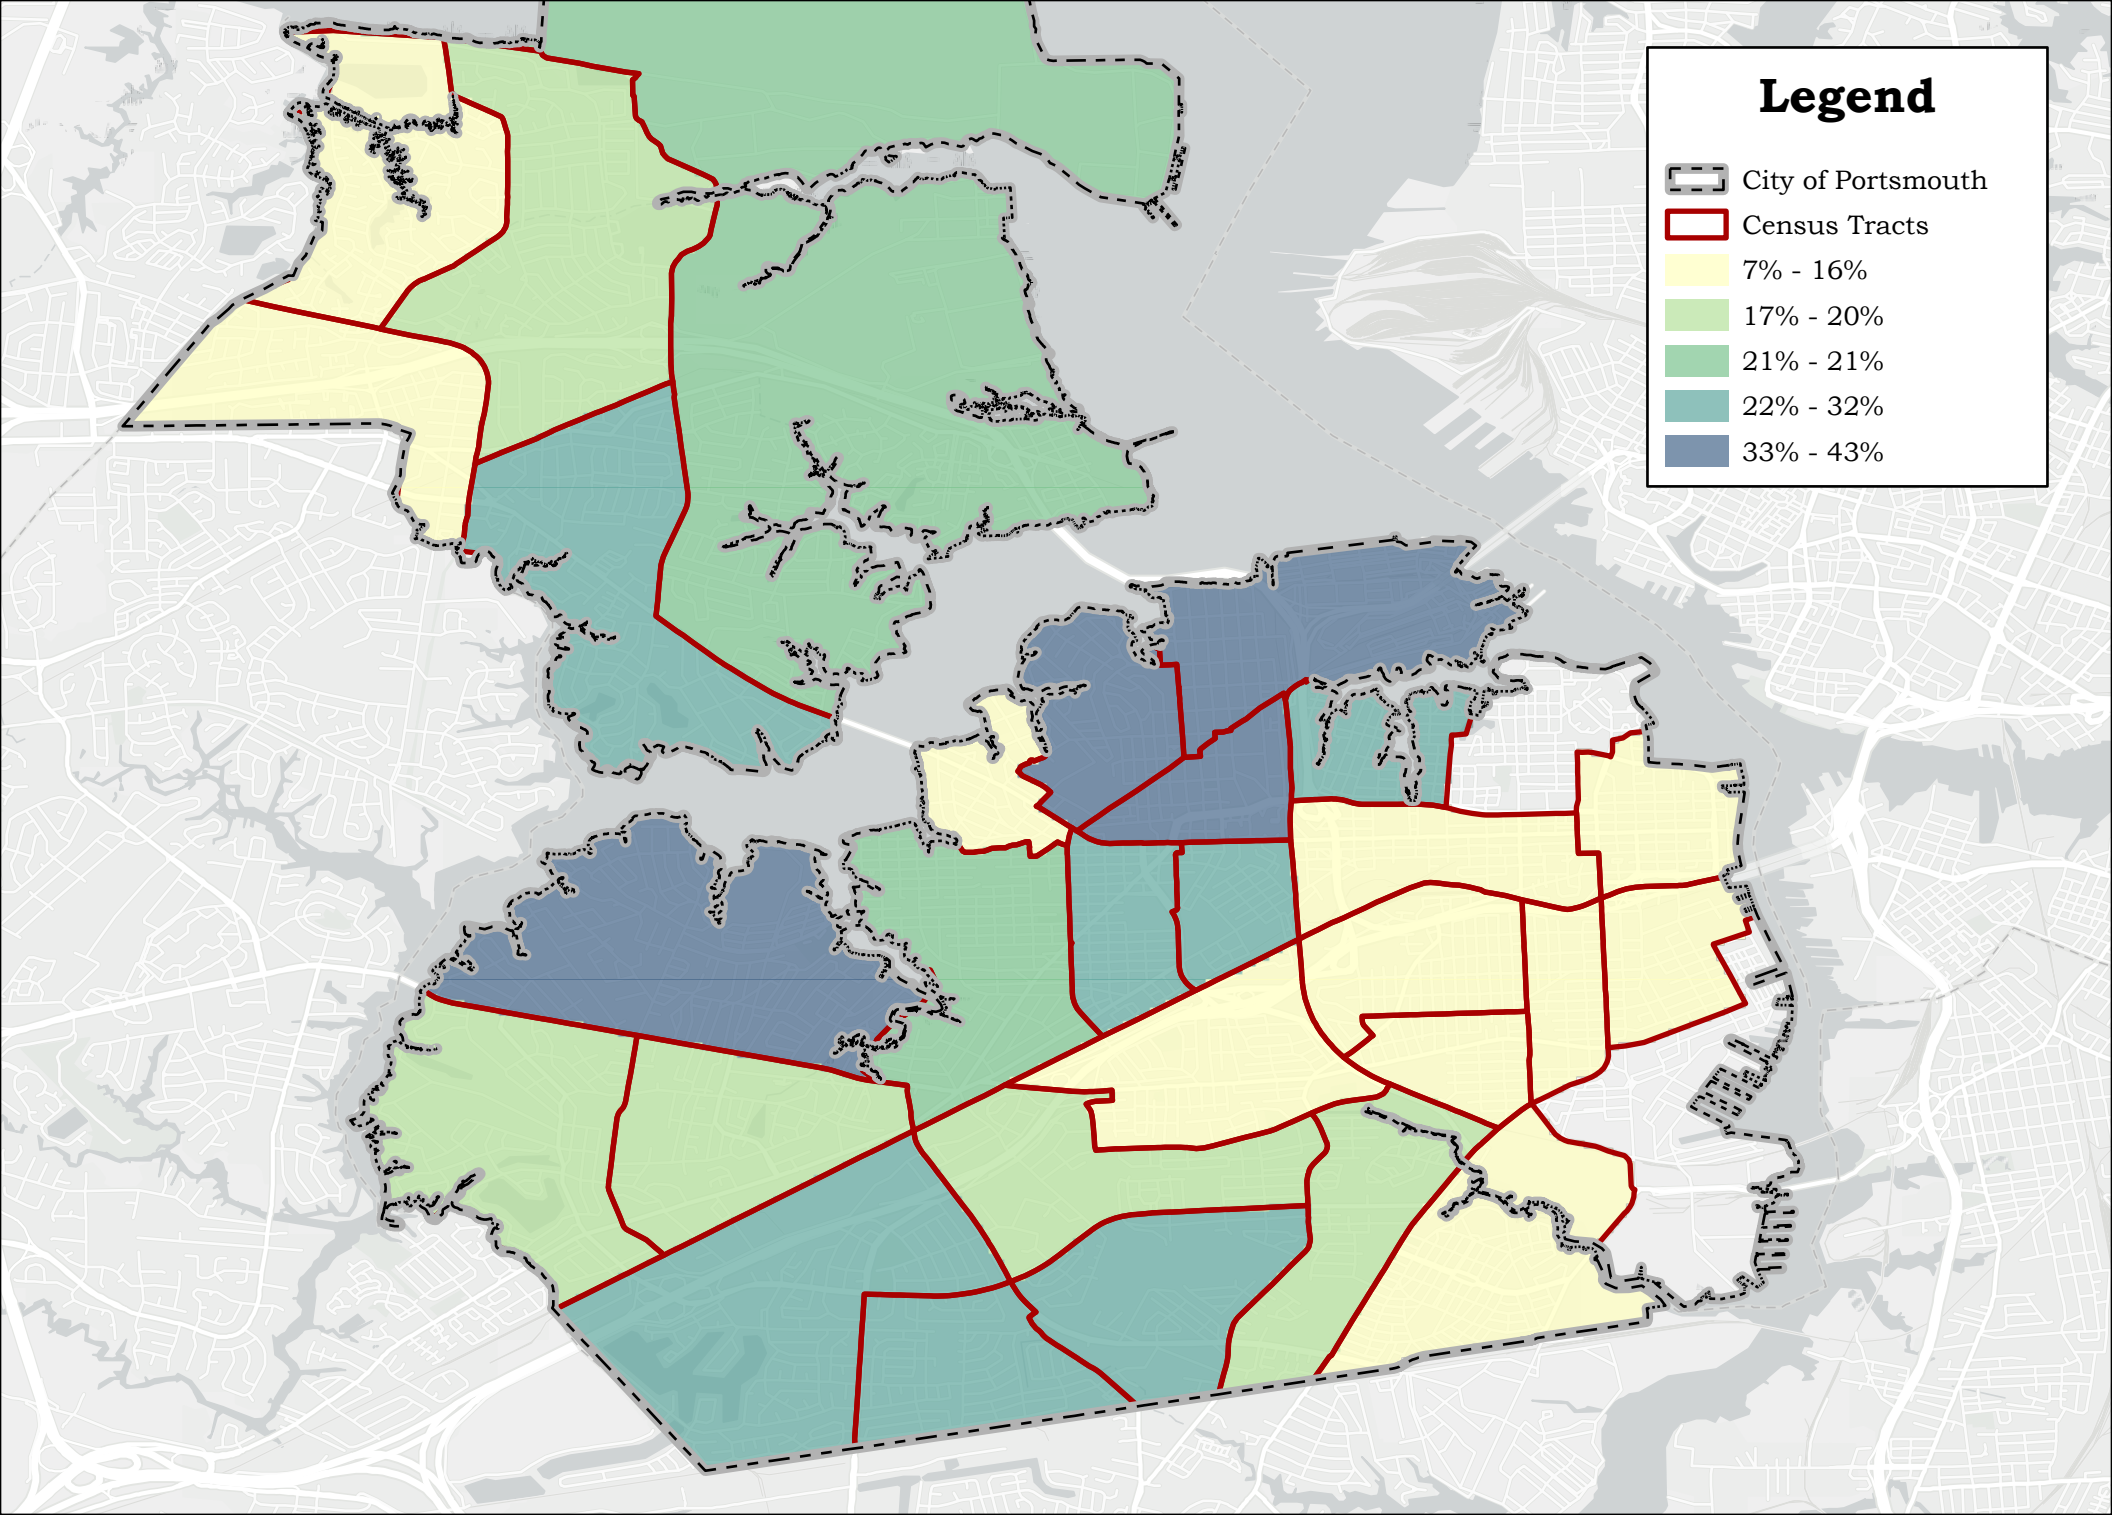 Legend
City of Portsmouth
Census Tracts
7% - 16%
17% - 20%
21% - 21%
22% - 32%
33% - 43%